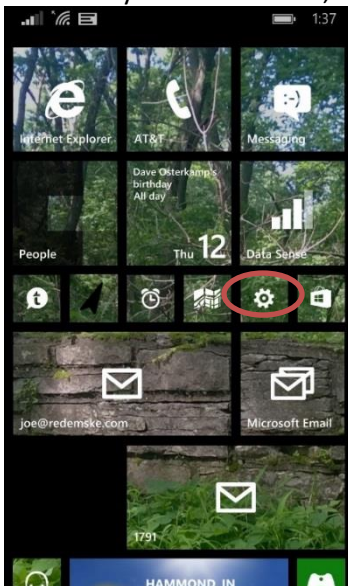 1:37
Internet Explorer
AT&T
Messaging
People
Dave Osterkamp's
birthday
All day
Thu 12
Data Sense
joe@redemske.com
Microsoft Email
1791
HAMMOND, IN